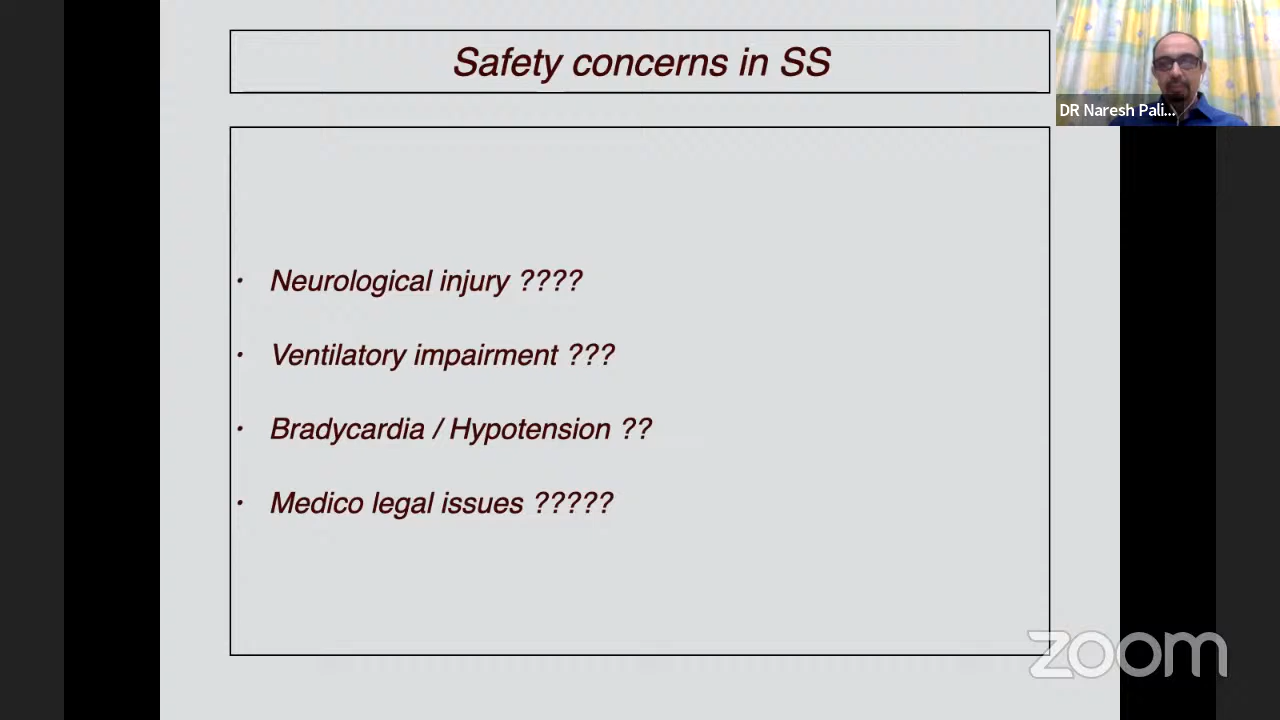 Safety concerns in SS
DR Naresh Pali...
• Neurological injury ????
• Ventilatory impairment ???
• Bradycardia / Hypotension ??
• Medico legal issues ?????
zoom